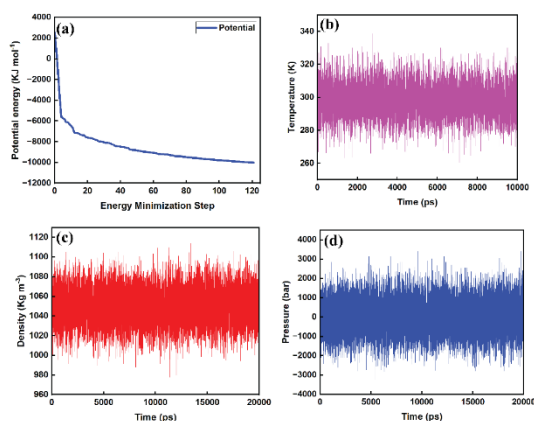 (a)
Potential
Potential energy (KJ mol⁻¹)
4000
2000
0
−2000
−4000
−6000
−8000
−10000
−12000
0 20 40 60 80 100 120
Energy Minimization Step
(b)
Temperature (K)
340
320
300
280
260
0 2000 4000 6000 8000 10000
Time (ps)
(c)
Density (Kg m⁻³)
1120
1100
1080
1060
1040
1020
1000
980
960
0 5000 10000 15000 20000
Time (ps)
(d)
Pressure (bar)
4000
3000
2000
1000
0
−1000
−2000
−3000
−4000
0 5000 10000 15000 20000
Time (ps)